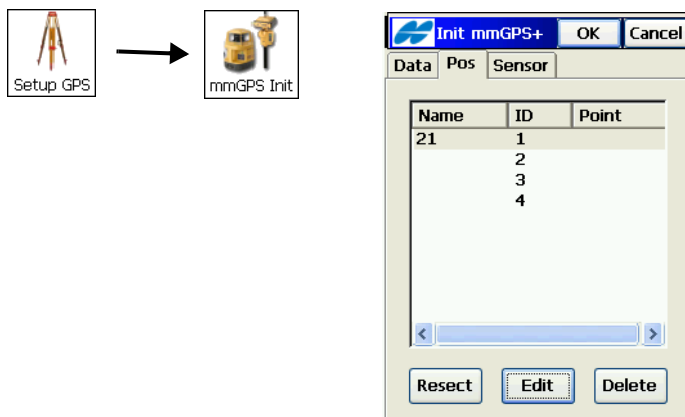 Setup GPS
mmGPS Init
Init mmGPS+ OK Cancel
Data Pos Sensor
Name ID Point
21 1
2
3
4
Resect Edit Delete